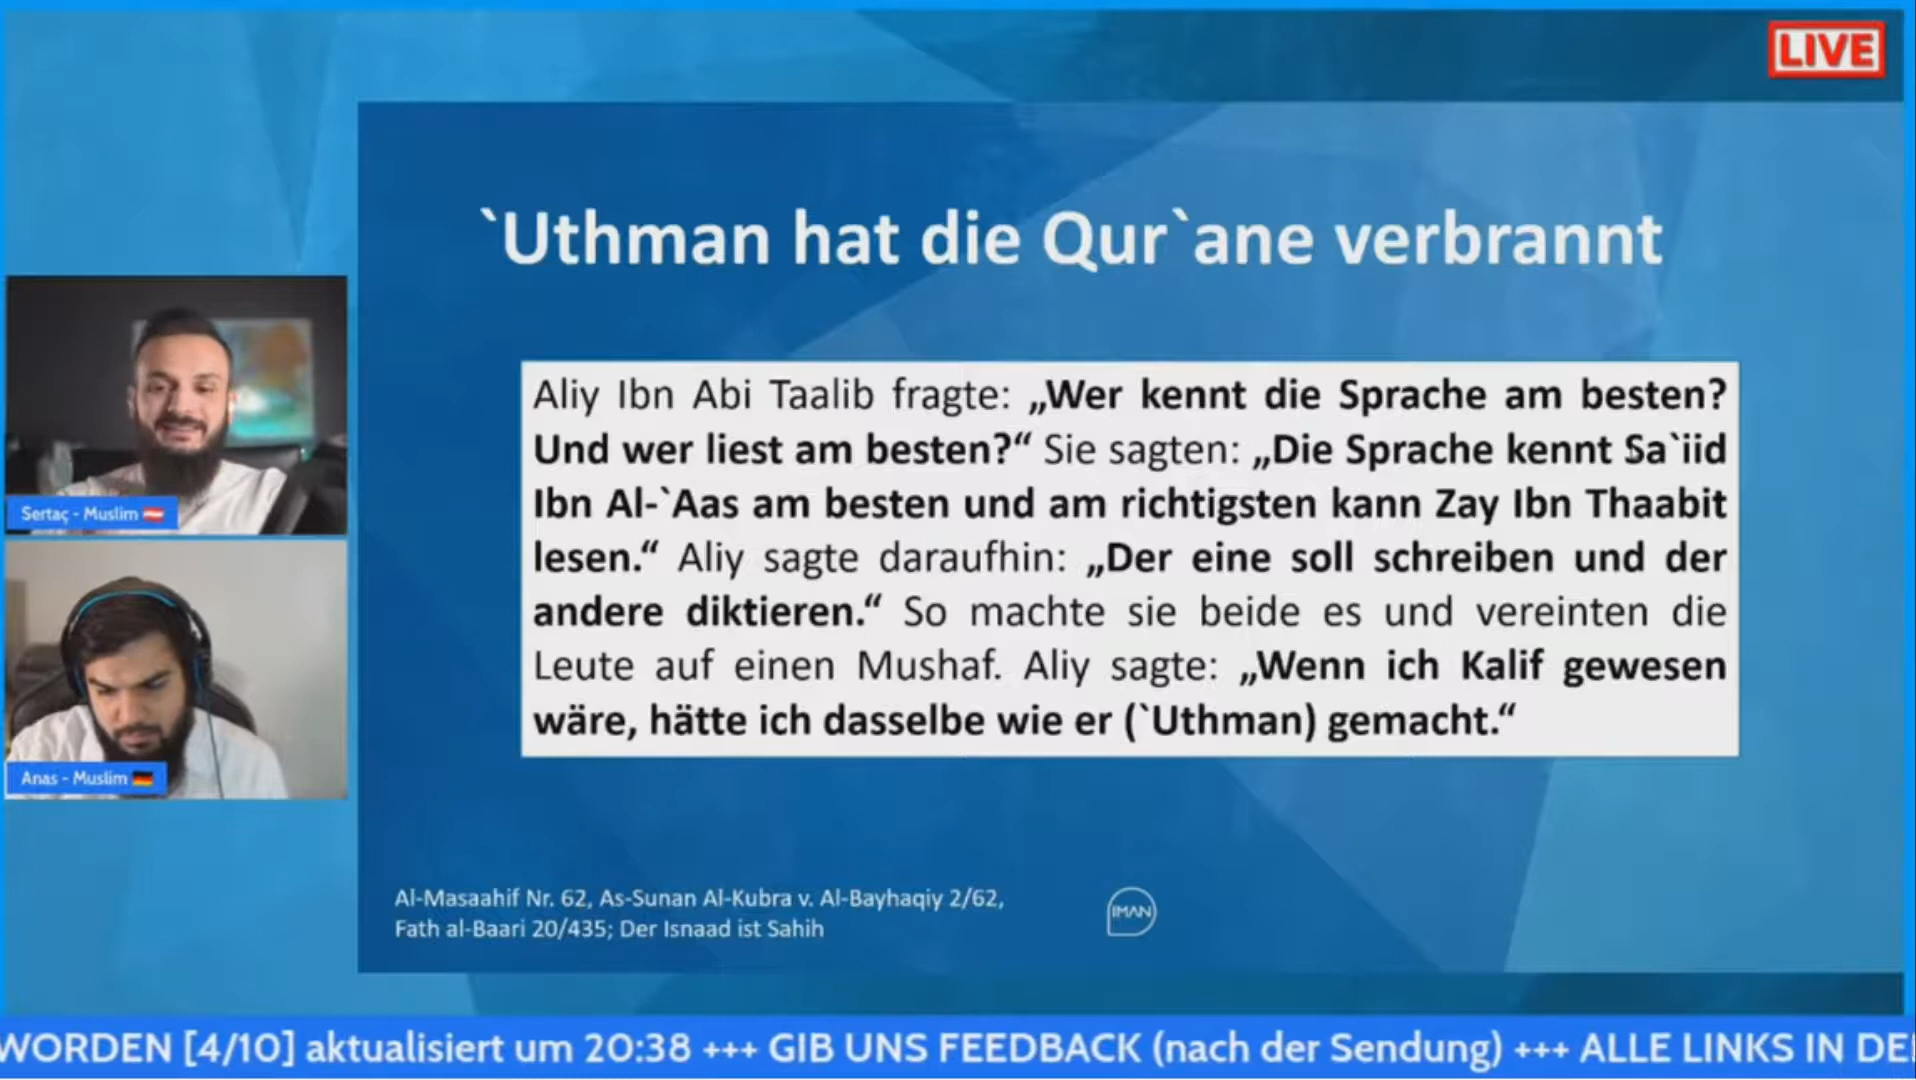 LIVE
`Uthman hat die Qur`ane verbrannt
Aliy Ibn Abi Taalib fragte: „Wer kennt die Sprache am besten?
Und wer liest am besten?“ Sie sagten: „Die Sprache kennt Sa`iid
Ibn Al-`Aas am besten und am richtigsten kann Zay Ibn Thaabit
lesen.“ Aliy sagte daraufhin: „Der eine soll schreiben und der
andere diktieren.“ So machte sie beide es und vereinten die
Leute auf einen Mushaf. Aliy sagte: „Wenn ich Kalif gewesen
wäre, hätte ich dasselbe wie er (`Uthman) gemacht.“
Sertaç - Muslim
Anas - Muslim
Al-Masaahif Nr. 62, As-Sunan Al-Kubra v. Al-Bayhaqiy 2/62,
Fath al-Baari 20/435; Der Isnaad ist Sahih
IMAN
WORDEN [4/10] aktualisiert um 20:38 +++ GIB UNS FEEDBACK (nach der Sendung) +++ ALLE LINKS IN DE